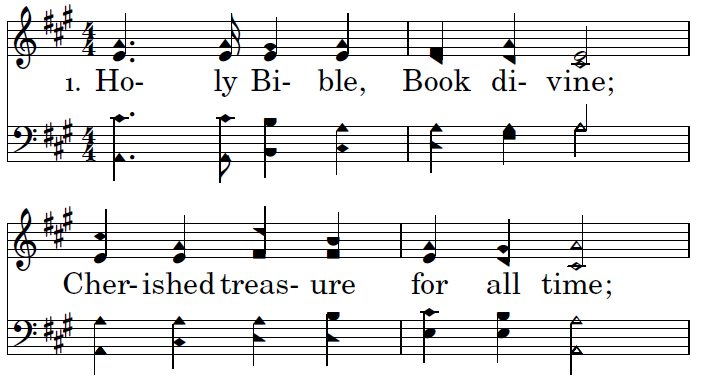 1. Ho- ly Bi- ble, Book di- vine;
Cher- ished treas- ure for all time;